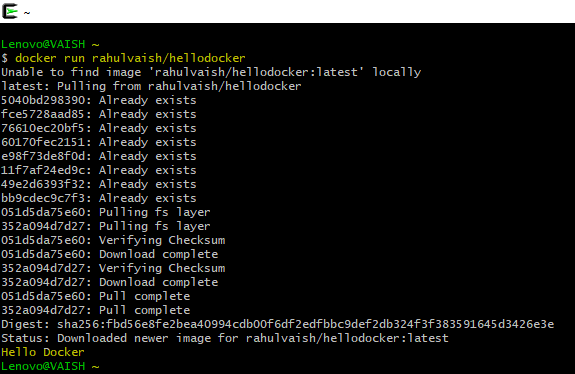 ~
Lenovo@VAISH ~
$ docker run rahulvaish/hellodocker
Unable to find image 'rahulvaish/hellodocker:latest' locally
latest: Pulling from rahulvaish/hellodocker
5040bd298390: Already exists
fce5728aad85: Already exists
76610ec20bf5: Already exists
60170fec2151: Already exists
e98f73de8f0d: Already exists
11f7af24ed9c: Already exists
49e2d6393f32: Already exists
bb9cdec9c7f3: Already exists
051d5da75e60: Pulling fs layer
352a094d7d27: Pulling fs layer
051d5da75e60: Verifying Checksum
051d5da75e60: Download complete
352a094d7d27: Verifying Checksum
352a094d7d27: Download complete
051d5da75e60: Pull complete
352a094d7d27: Pull complete
Digest: sha256:fbd56e8fe2bea40994cdb00f6df2edfbbc9def2db324f3f383591645d3426e3e
Status: Downloaded newer image for rahulvaish/hellodocker:latest
Hello Docker
Lenovo@VAISH ~